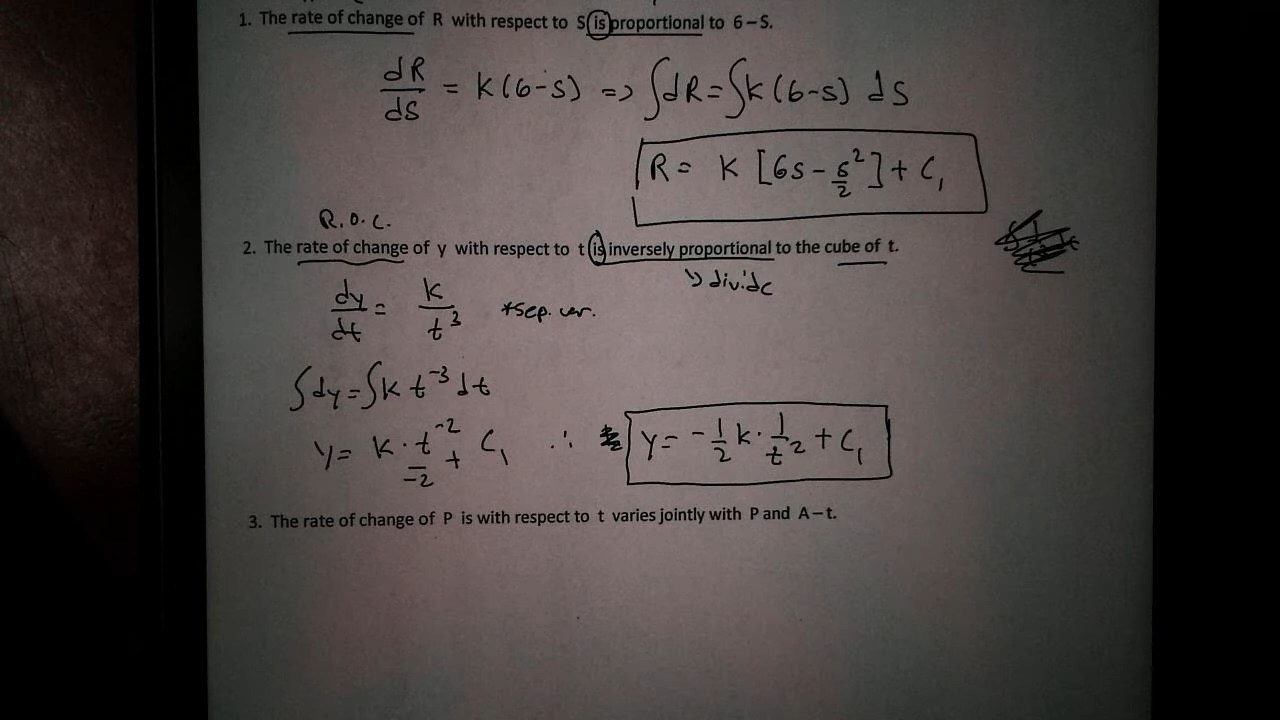 1. The rate of change of R with respect to S is proportional to 6-S.
dR/dS = K(6-S) => ∫dR=∫K(6-S) dS
R= K [6s-s²/2]+C₁
R.O.C.
2. The rate of change of y with respect to t is inversely proportional to the cube of t.
↳ divide
dy/dt = k/t³ *sep. var.
∫dy=∫k t⁻³ dt
y= k·t⁻²/-2 + C₁ ∴ y= -1/2 k·1/t² + C₁
3. The rate of change of P is with respect to t varies jointly with P and A-t.